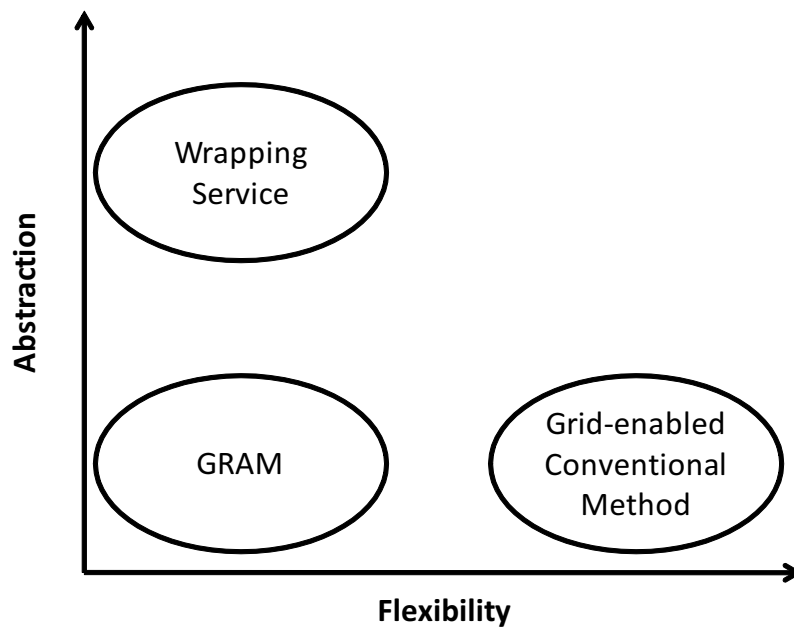 Wrapping
Service
Abstraction
GRAM
Grid-enabled
Conventional
Method
Flexibility